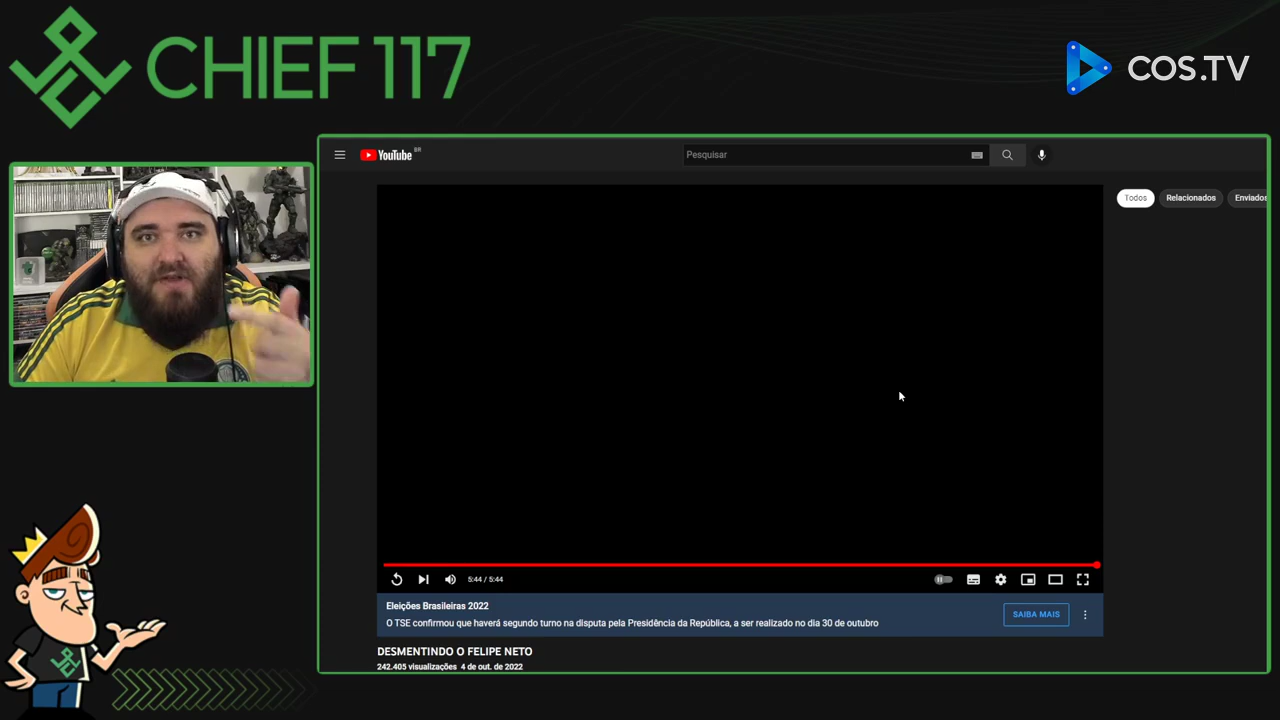 CHIEF 117
COS.TV
YouTube BR
Pesquisar
Todos
Relacionados
Enviados
5:44 / 5:44
Eleições Brasileiras 2022
O TSE confirmou que haverá segundo turno na disputa pela Presidência da República, a ser realizado no dia 30 de outubro
SAIBA MAIS
DESMENTINDO O FELIPE NETO
242.405 visualizações 4 de out. de 2022